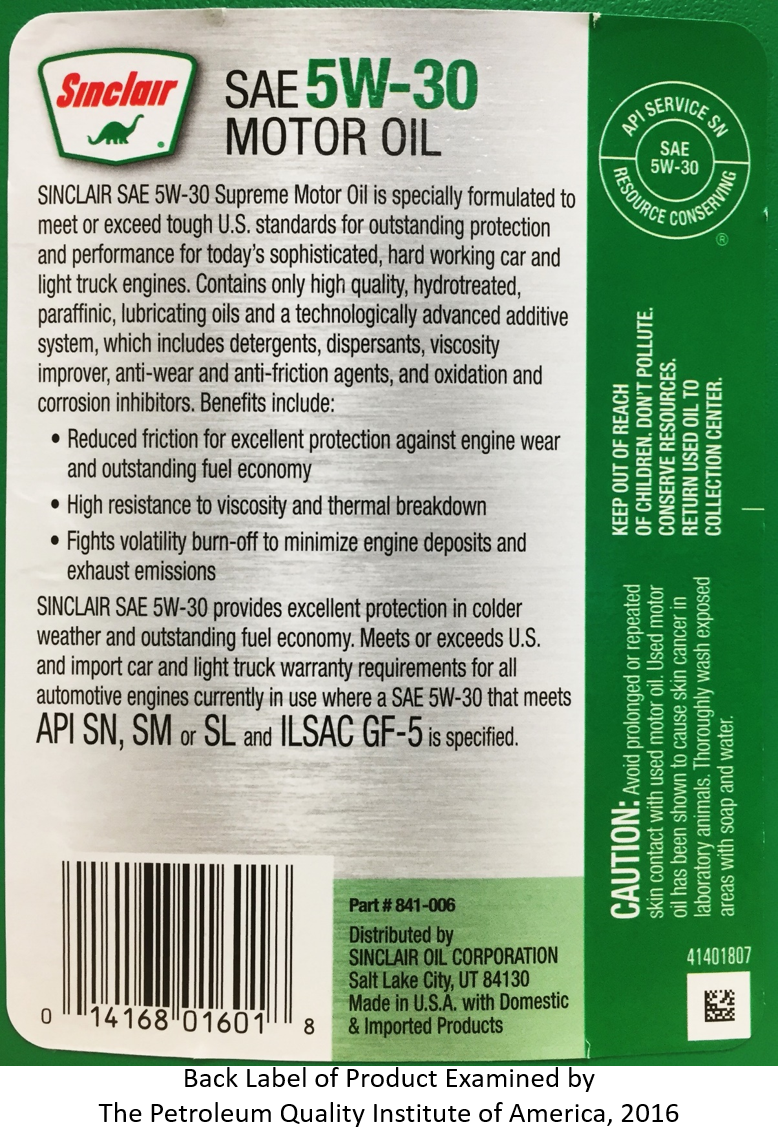 Sinclair
SAE 5W-30
MOTOR OIL
SINCLAIR SAE 5W-30 Supreme Motor Oil is specially formulated to
meet or exceed tough U.S. standards for outstanding protection
and performance for today's sophisticated, hard working car and
light truck engines. Contains only high quality, hydrotreated,
paraffinic, lubricating oils and a technologically advanced additive
system, which includes detergents, dispersants, viscosity
improver, anti-wear and anti-friction agents, and oxidation and
corrosion inhibitors. Benefits include:
• Reduced friction for excellent protection against engine wear
and outstanding fuel economy
• High resistance to viscosity and thermal breakdown
• Fights volatility burn-off to minimize engine deposits and
exhaust emissions
SINCLAIR SAE 5W-30 provides excellent protection in colder
weather and outstanding fuel economy. Meets or exceeds U.S.
and import car and light truck warranty requirements for all
automotive engines currently in use where a SAE 5W-30 that meets
API SN, SM or SL and ILSAC GF-5 is specified.
0 14168 01601 8
Part # 841-006
Distributed by
SINCLAIR OIL CORPORATION
Salt Lake City, UT 84130
Made in U.S.A. with Domestic
& Imported Products
API SERVICE SN
SAE
5W-30
RESOURCE CONSERVING
®
KEEP OUT OF REACH
OF CHILDREN. DON'T POLLUTE.
CONSERVE RESOURCES.
RETURN USED OIL TO
COLLECTION CENTER.
CAUTION: Avoid prolonged or repeated
skin contact with used motor oil. Used motor
oil has been shown to cause skin cancer in
laboratory animals. Thoroughly wash exposed
areas with soap and water.
41401807
Back Label of Product Examined by
The Petroleum Quality Institute of America, 2016